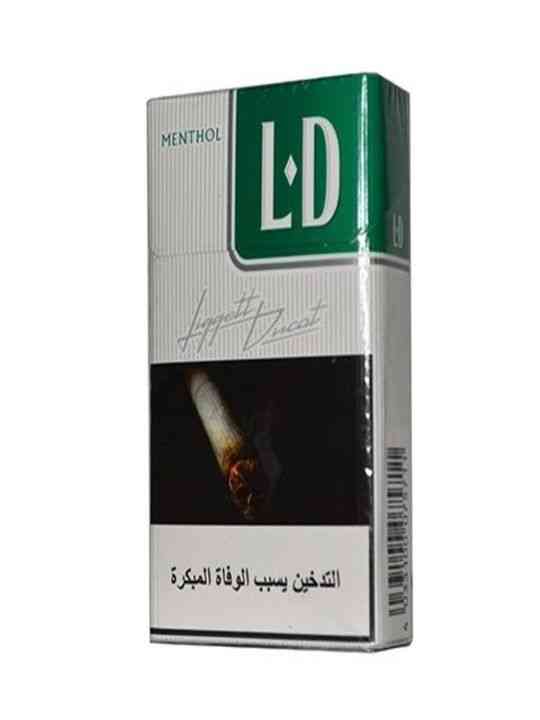 MENTHOL
L·D
L·D
Liggett
Ducat
التدخين يسبب الوفاة المبكرة